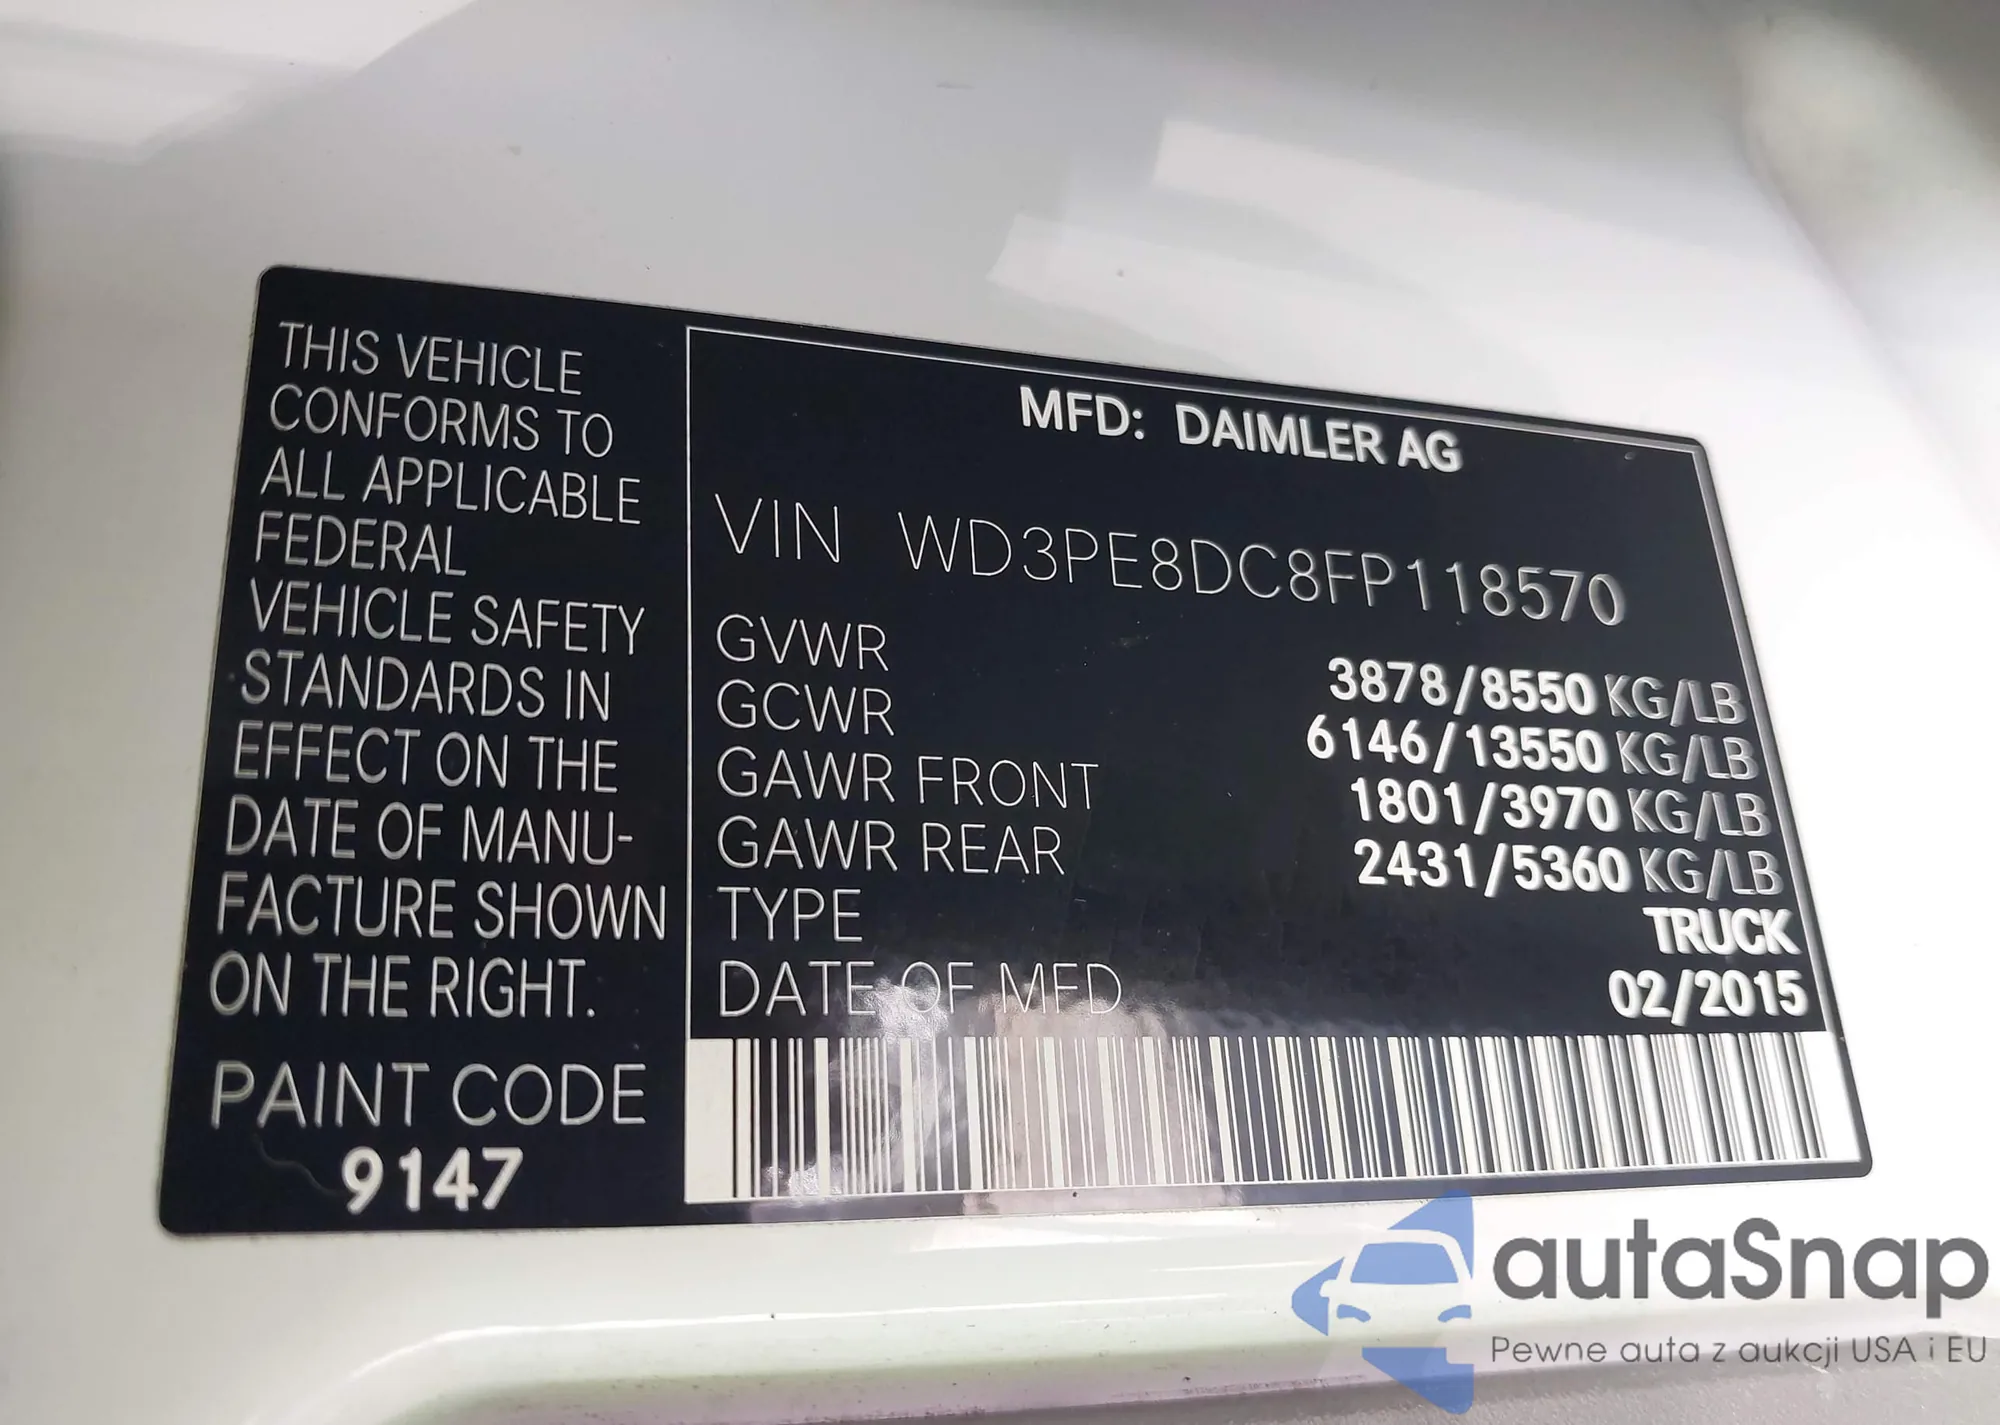 THIS VEHICLE
CONFORMS TO
ALL APPLICABLE
FEDERAL
VEHICLE SAFETY
STANDARDS IN
EFFECT ON THE
DATE OF MANU-
FACTURE SHOWN
ON THE RIGHT.
PAINT CODE
9147
MFD: DAIMLER AG
VIN WD3PE8DC8FP118570
GVWR 3878/8550 KG/LB
GCWR 6146/13550 KG/LB
GAWR FRONT 1801/3970 KG/LB
GAWR REAR 2431/5360 KG/LB
TYPE TRUCK
DATE OF MFD 02/2015
autaSnap
Pewne auta z aukcji USA i EU